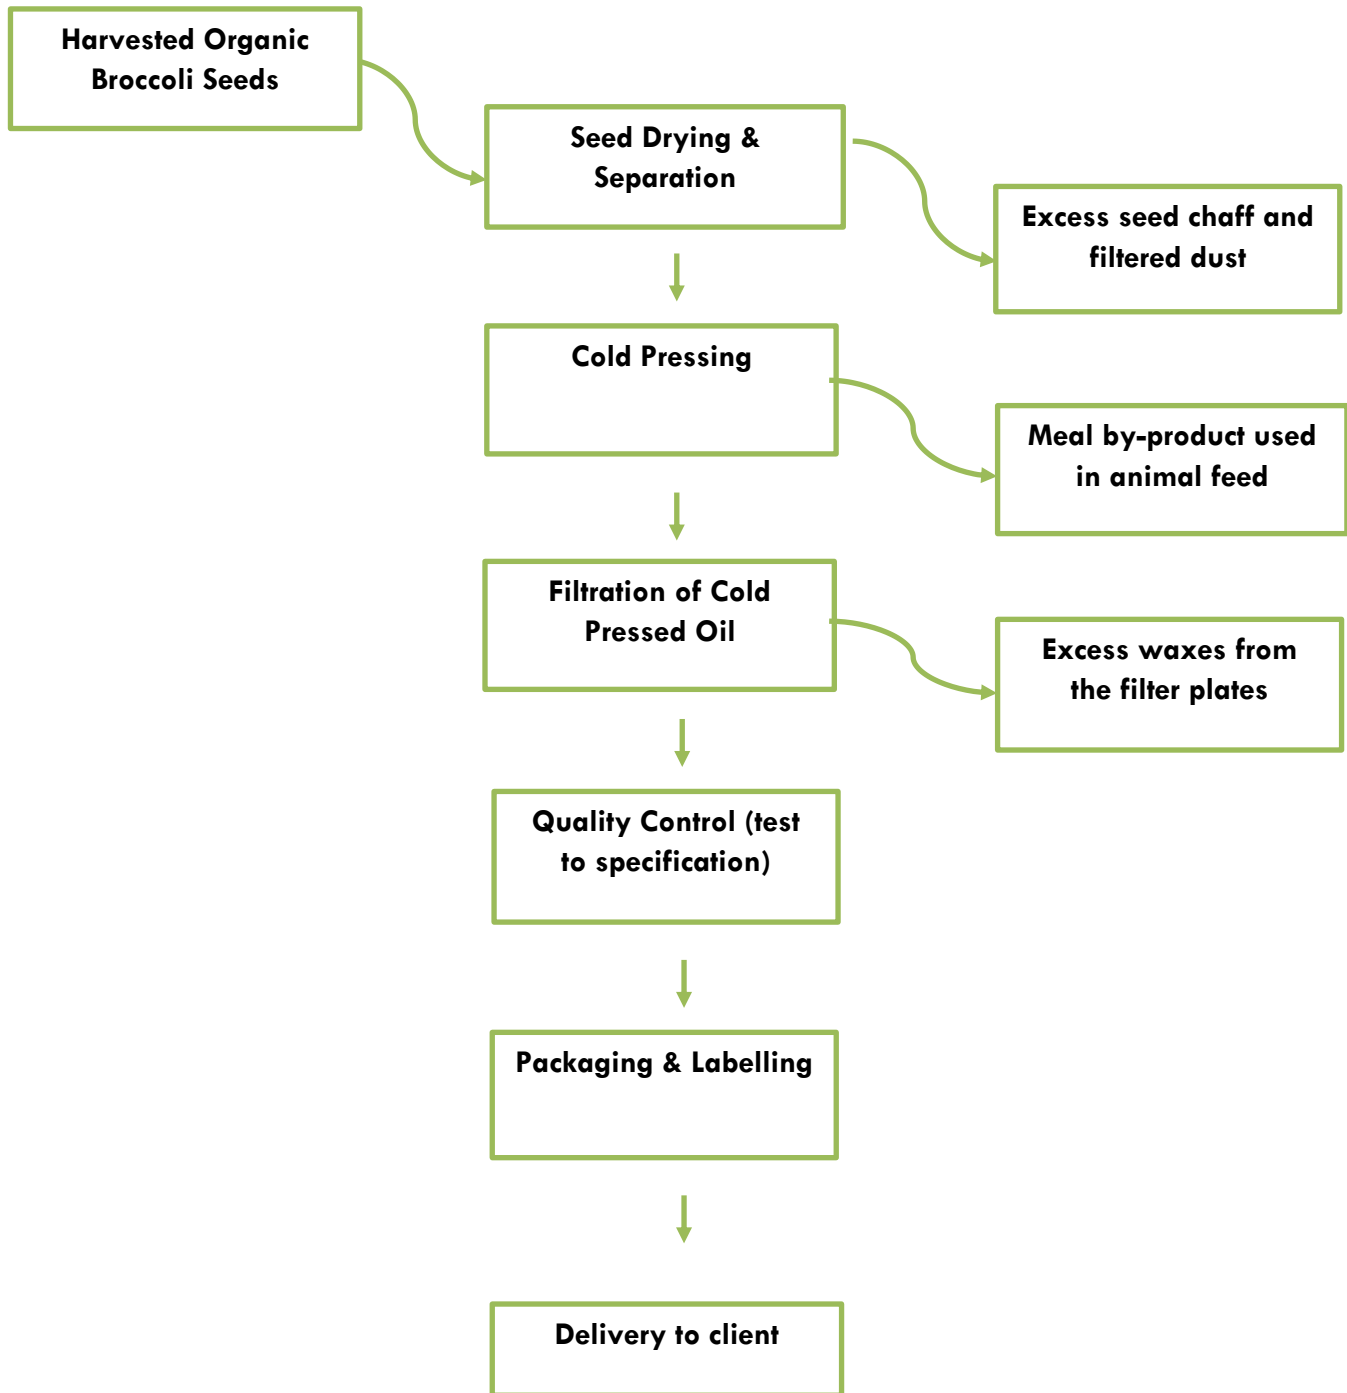 Harvested Organic
Broccoli Seeds
Seed Drying &
Separation
Excess seed chaff and
filtered dust
Cold Pressing
Meal by-product used
in animal feed
Filtration of Cold
Pressed Oil
Excess waxes from
the filter plates
Quality Control (test
to specification)
Packaging & Labelling
Delivery to client